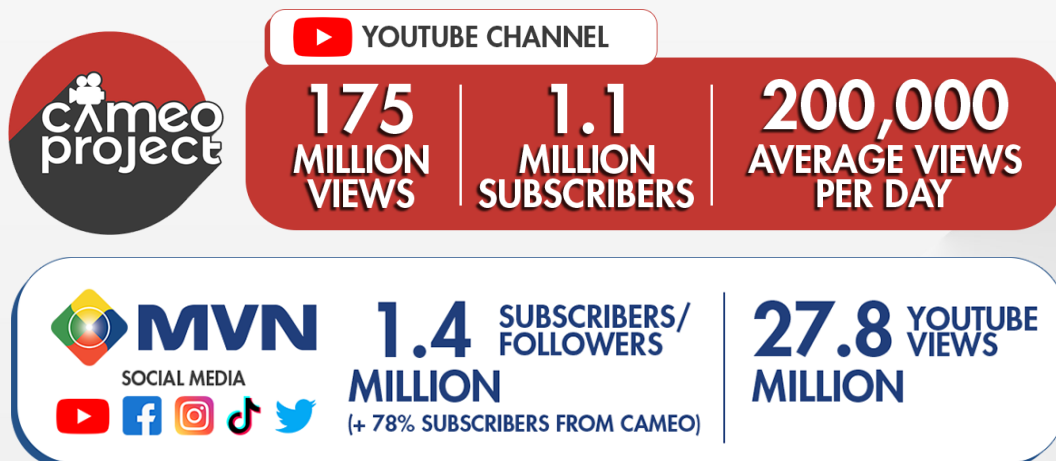 cameo
project
YOUTUBE CHANNEL
175
MILLION
VIEWS
1.1
MILLION
SUBSCRIBERS
200,000
AVERAGE VIEWS
PER DAY
MVN
SOCIAL MEDIA
1.4
MILLION
SUBSCRIBERS/
FOLLOWERS
(+ 78% SUBSCRIBERS FROM CAMEO)
27.8
MILLION
YOUTUBE
VIEWS